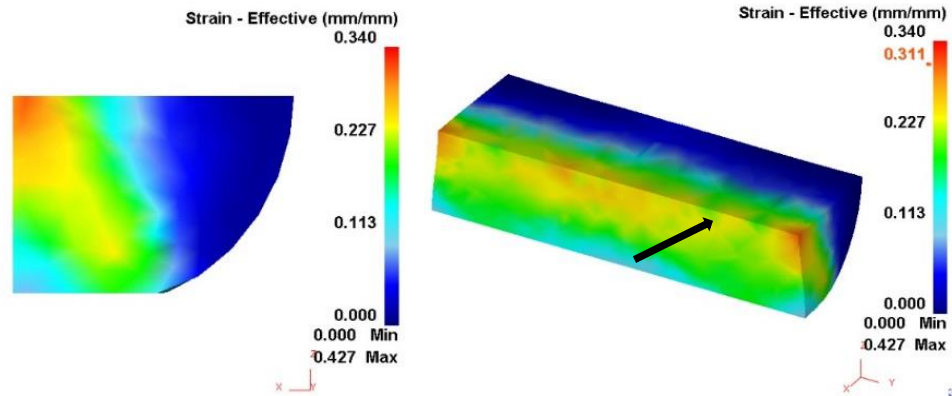 Strain - Effective (mm/mm)
0.340
0.227
0.113
0.000
0.000 Min
0.427 Max
Z
X Y
Strain - Effective (mm/mm)
0.340
0.311
0.227
0.113
0.000
0.000 Min
0.427 Max
X Y